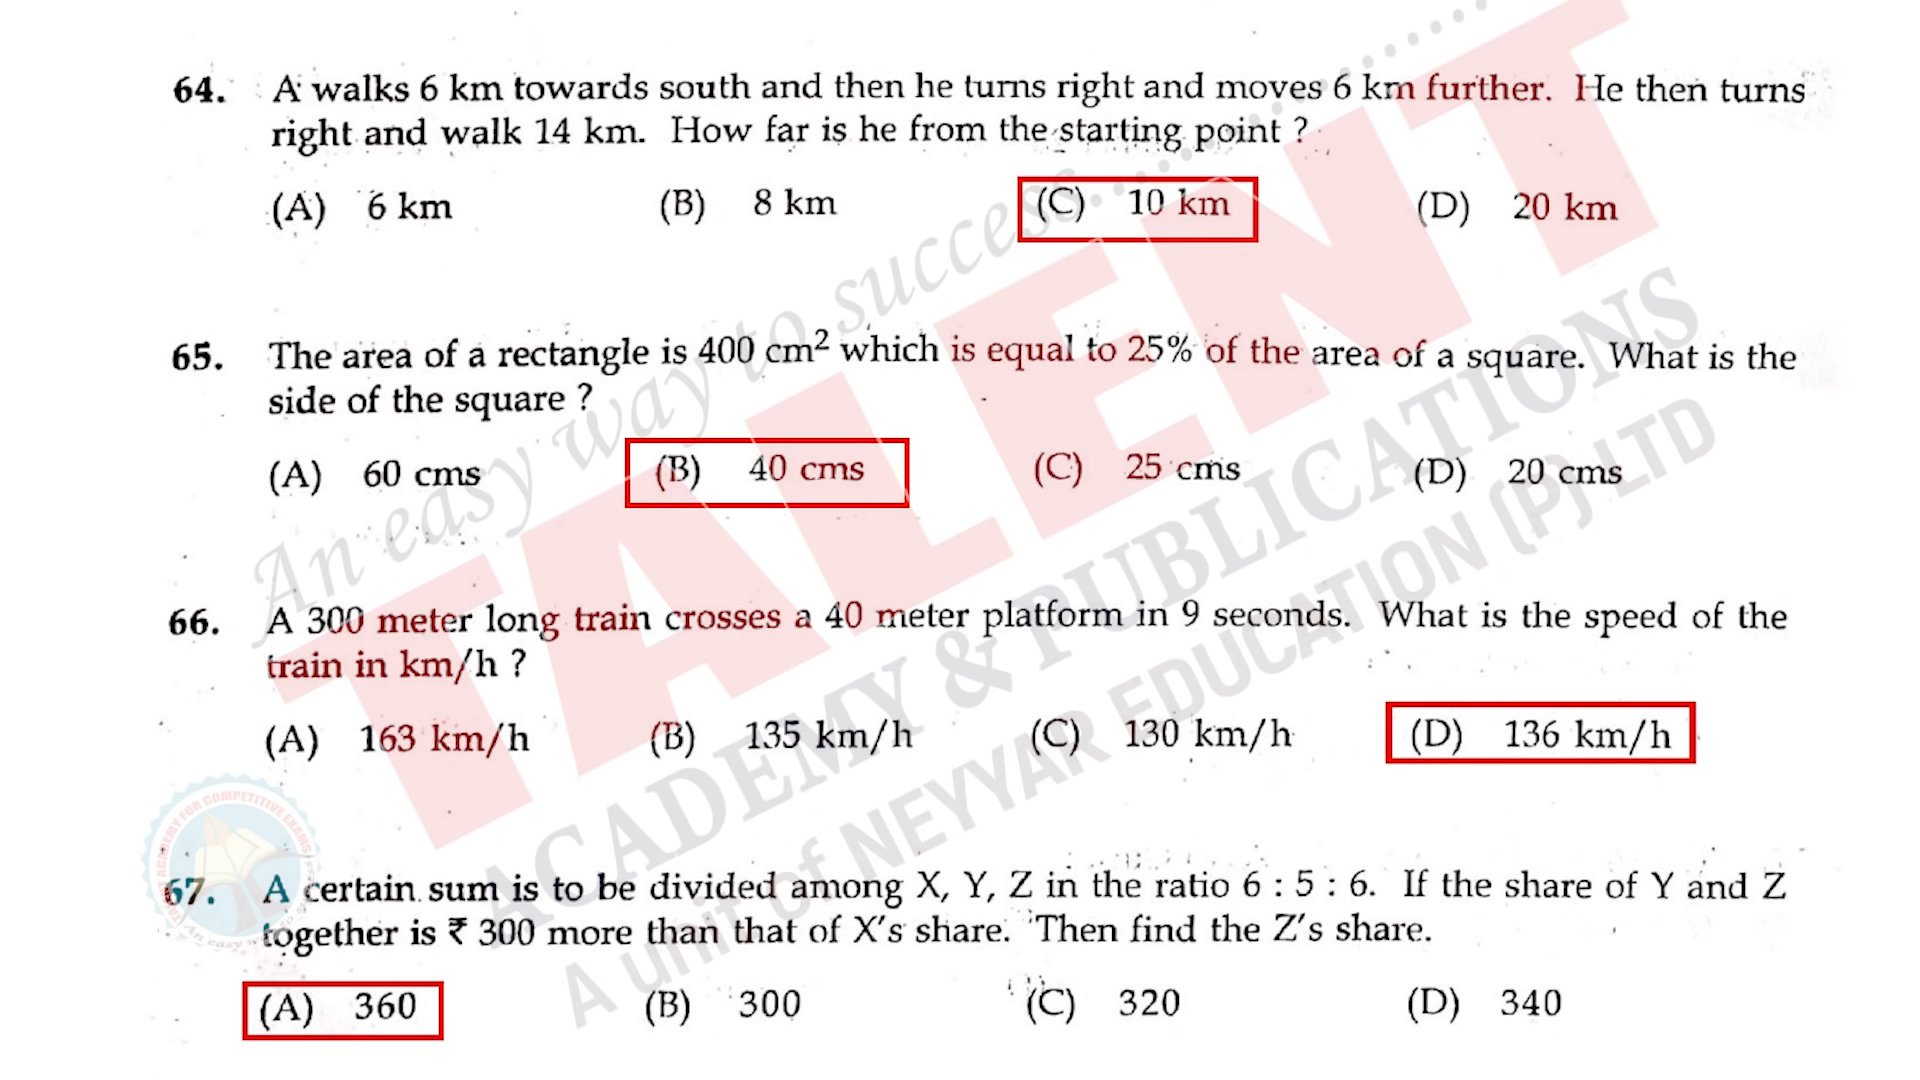 64. A walks 6 km towards south and then he turns right and moves 6 km further. He then turns
right and walk 14 km. How far is he from the starting point ?
(A) 6 km (B) 8 km (C) 10 km (D) 20 km
65. The area of a rectangle is 400 cm² which is equal to 25% of the area of a square. What is the
side of the square ?
(A) 60 cms (B) 40 cms (C) 25 cms (D) 20 cms
66. A 300 meter long train crosses a 40 meter platform in 9 seconds. What is the speed of the
train in km/h ?
(A) 163 km/h (B) 135 km/h (C) 130 km/h (D) 136 km/h
67. A certain sum is to be divided among X, Y, Z in the ratio 6 : 5 : 6. If the share of Y and Z
together is ₹ 300 more than that of X's share. Then find the Z's share.
(A) 360 (B) 300 (C) 320 (D) 340
An easy way to success..............
TALENT
ACADEMY & PUBLICATIONS
A unit of NEYYAR EDUCATION (P) LTD
ACADEMY FOR COMPETITIVE EXAMS
An easy